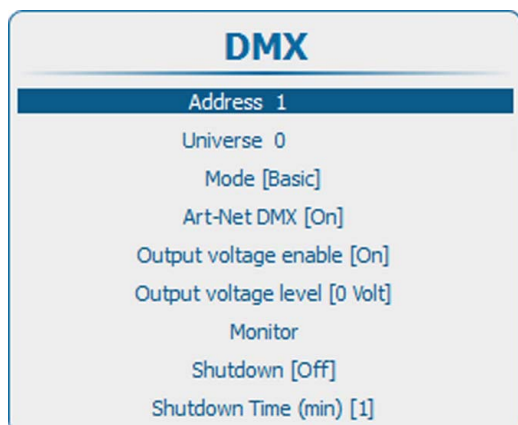 DMX
Address 1
Universe 0
Mode [Basic]
Art-Net DMX [On]
Output voltage enable [On]
Output voltage level [0 Volt]
Monitor
Shutdown [Off]
Shutdown Time (min) [1]